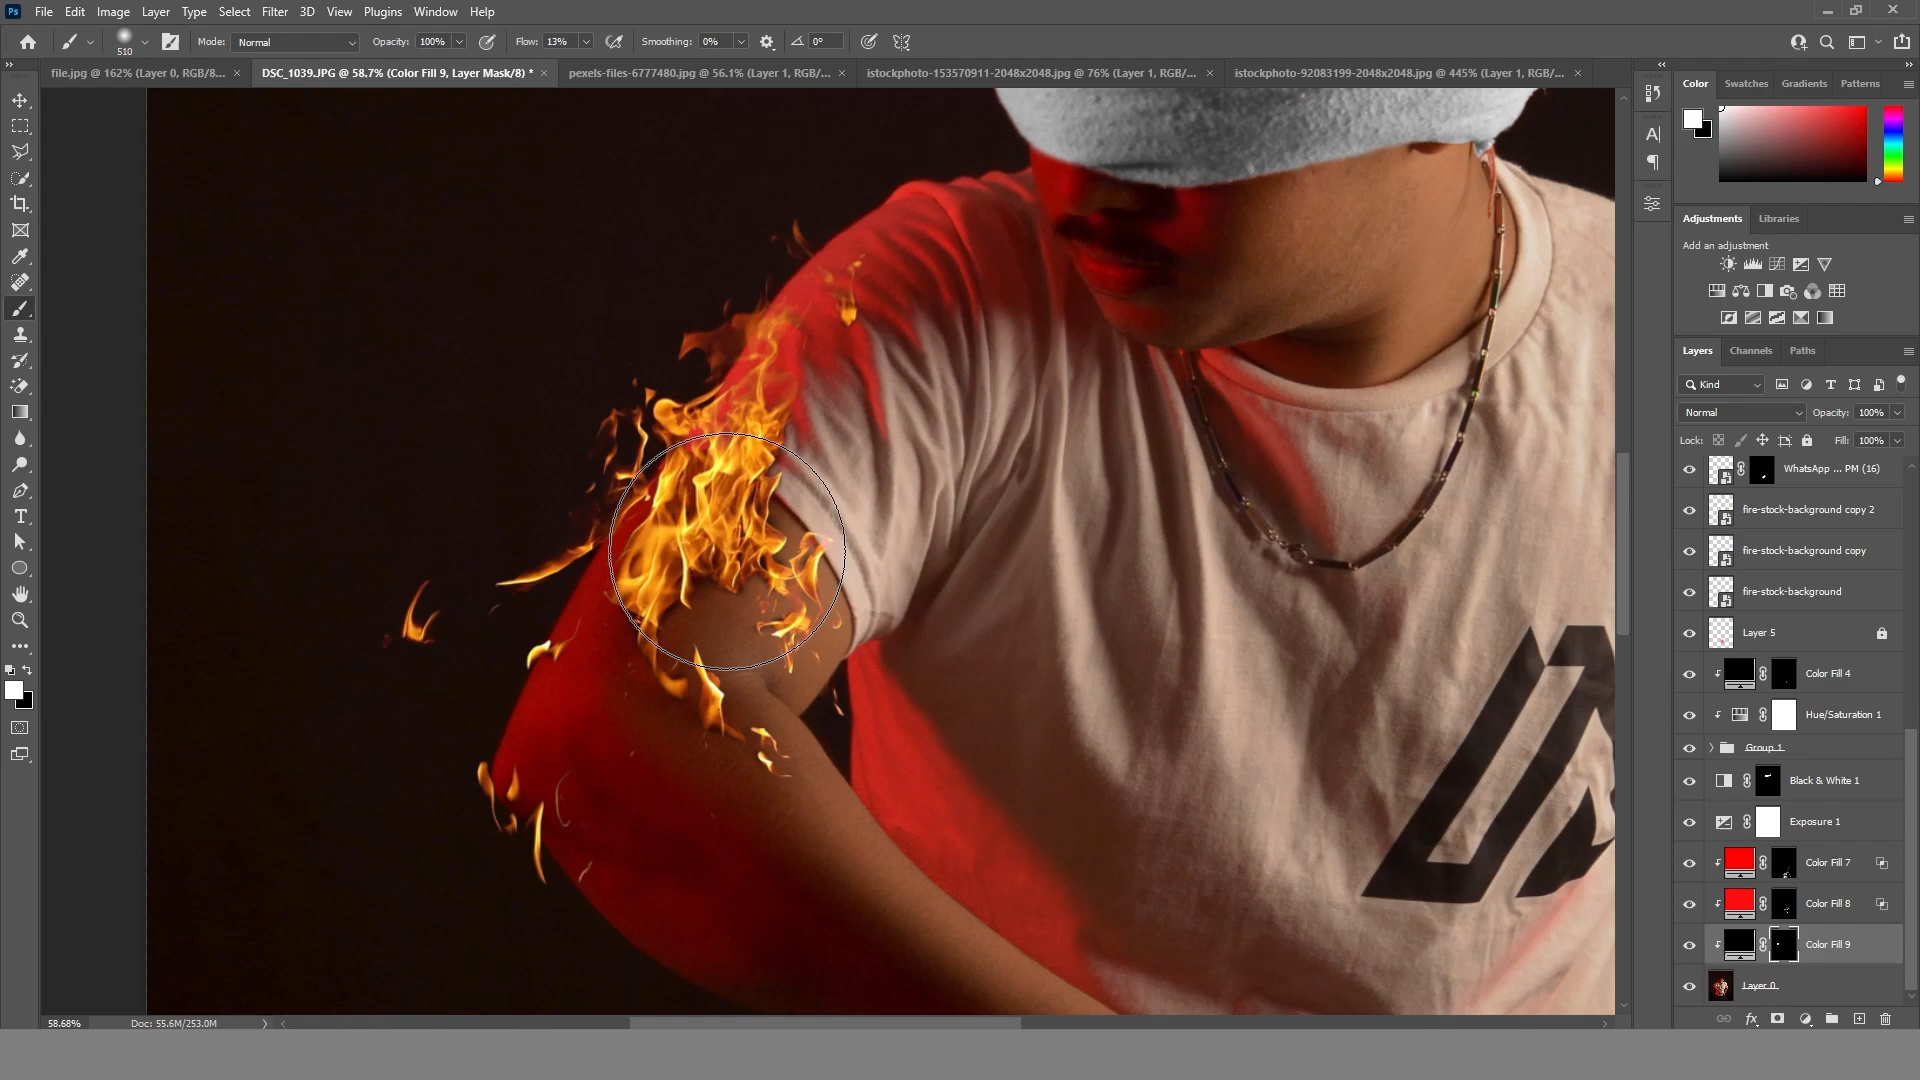 Ps File Edit Image Layer Type Select Filter 3D View Plugins Window Help
510 Mode: Normal Opacity: 100% Flow: 13% Smoothing: 0% 0°
file.jpg @ 162% (Layer 0, RGB/8... × DSC_1039.JPG @ 58.7% (Color Fill 9, Layer Mask/8) * × pexels-files-6777480.jpg @ 56.1% (Layer 1, RGB/... × istockphoto-153570911-2048x2048.jpg @ 76% (Layer 1, RGB/... × istockphoto-92083199-2048x2048.jpg @ 445% (Layer 1, RGB/... ×
Color Swatches Gradients Patterns
Adjustments Libraries
Add an adjustment
Layers Channels Paths
Kind
Normal Opacity: 100%
Lock: Fill: 100%
WhatsApp ... PM (16)
fire-stock-background copy 2
fire-stock-background copy
fire-stock-background
Layer 5
Color Fill 4
Hue/Saturation 1
Group 1
Black & White 1
Exposure 1
Color Fill 7
Color Fill 8
Color Fill 9
Layer 0
fx
58.68% Doc: 55.6M/253.0M